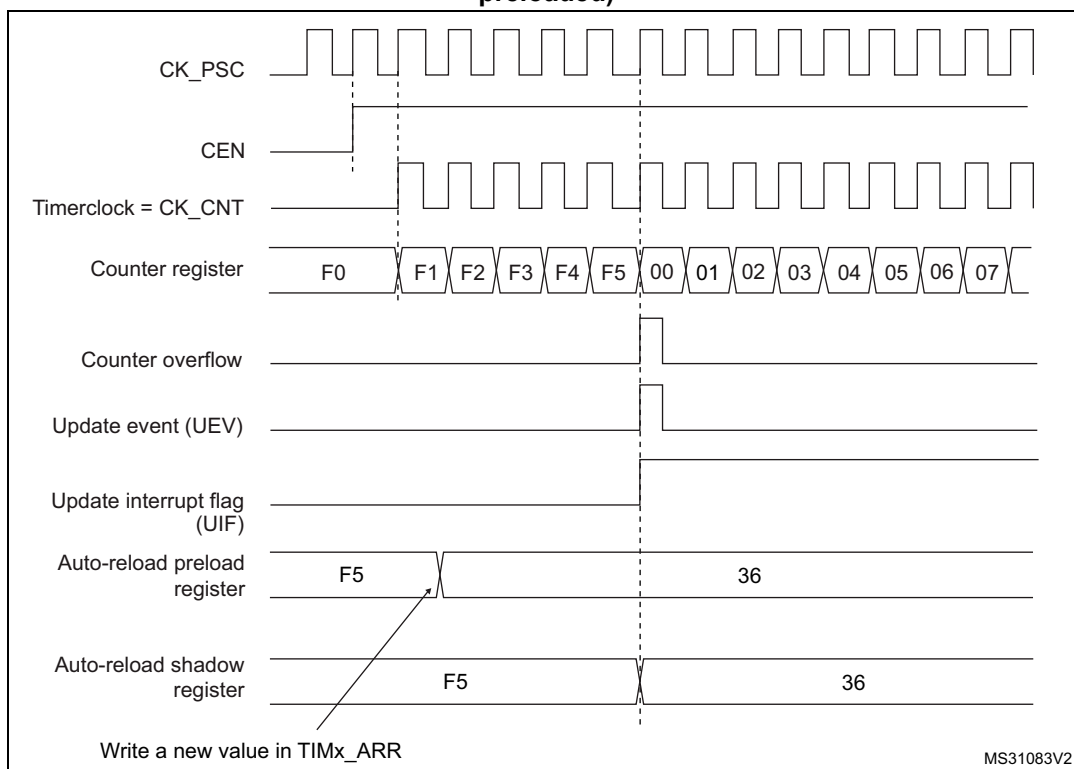 preloaded)
CK_PSC
CEN
Timerclock = CK_CNT
Counter register
F0 F1 F2 F3 F4 F5 00 01 02 03 04 05 06 07
Counter overflow
Update event (UEV)
Update interrupt flag
(UIF)
Auto-reload preload
register
F5 36
Auto-reload shadow
register
F5 36
Write a new value in TIMx_ARR
MS31083V2